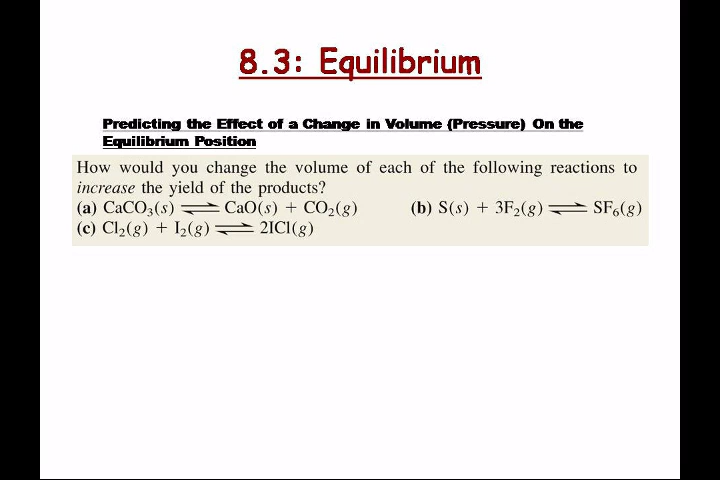 8.3: Equilibrium
Predicting the Effect of a Change in Volume (Pressure) On the
Equilibrium Position
How would you change the volume of each of the following reactions to
increase the yield of the products?
(a) CaCO₃(s) ⇌ CaO(s) + CO₂(g) (b) S(s) + 3F₂(g) ⇌ SF₆(g)
(c) Cl₂(g) + I₂(g) ⇌ 2ICl(g)